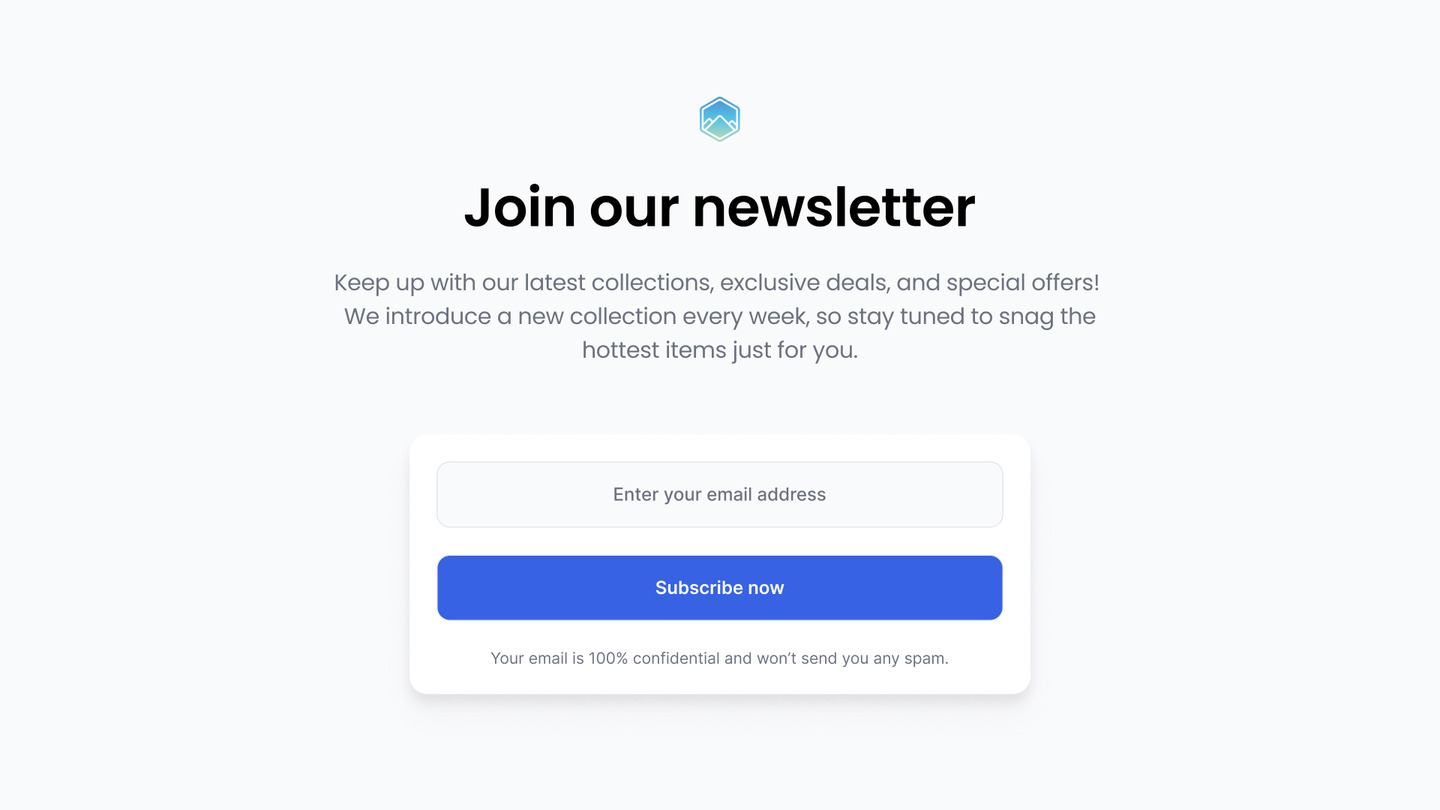 Join our newsletter
Keep up with our latest collections, exclusive deals, and special offers!
We introduce a new collection every week, so stay tuned to snag the
hottest items just for you.
Enter your email address
Subscribe now
Your email is 100% confidential and won’t send you any spam.